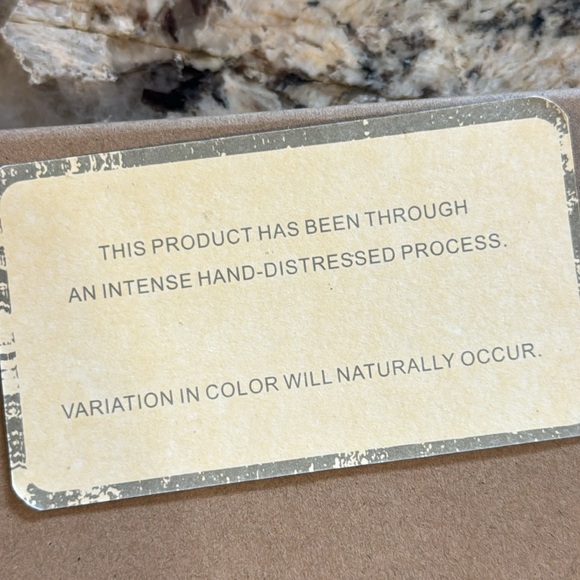 THIS PRODUCT HAS BEEN THROUGH
AN INTENSE HAND-DISTRESSED PROCESS.
VARIATION IN COLOR WILL NATURALLY OCCUR.